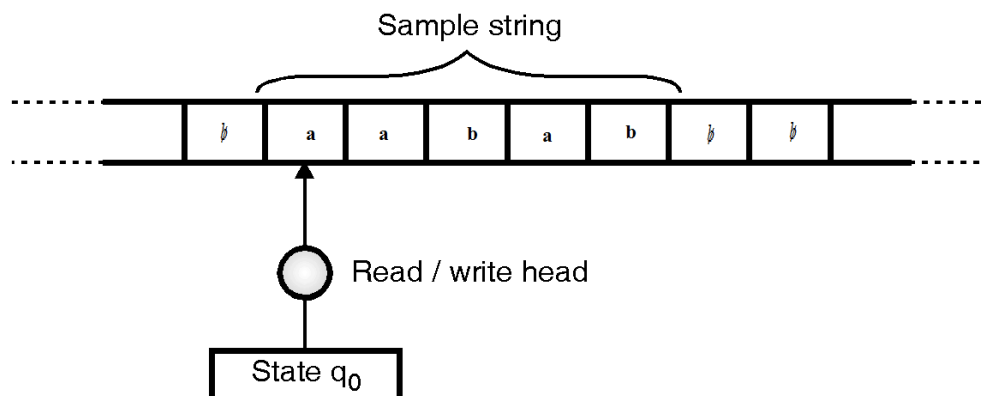 Sample string
ƀ a a b a b ƀ ƀ
Read / write head
State q₀